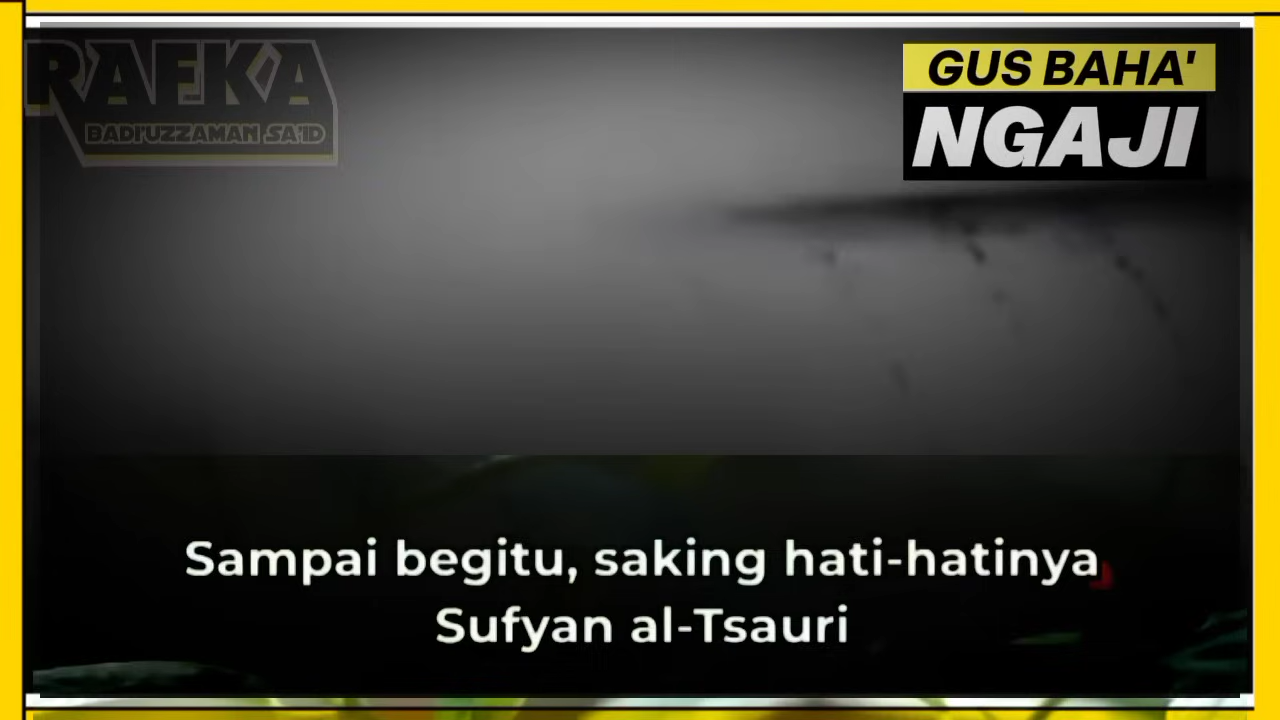 RAFKA
BADI'UZZAMAN SA'ID
GUS BAHA'
NGAJI
Sampai begitu, saking hati-hatinya
Sufyan al-Tsauri